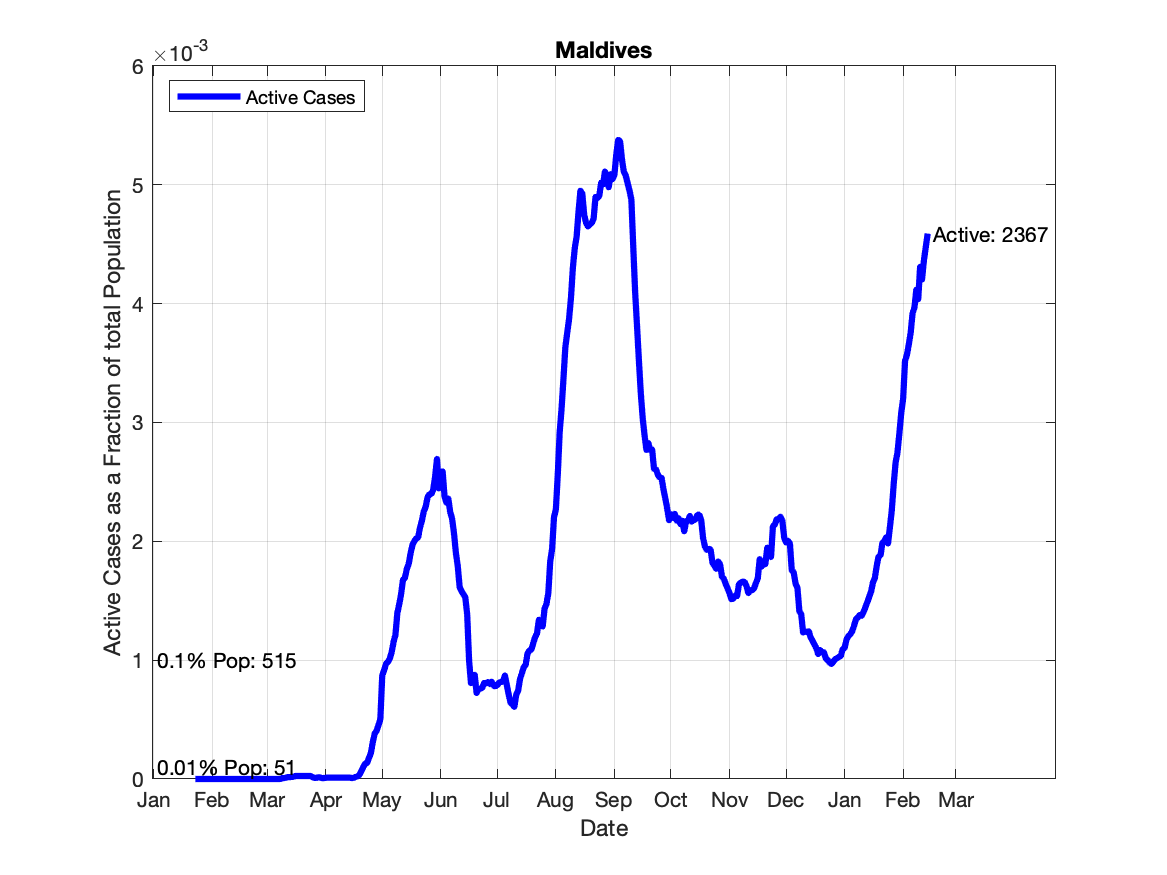 Maldives
×10-3
Active Cases
6
5
4
3
2
1
0
Active Cases as a Fraction of total Population
Active: 2367
0.1% Pop: 515
0.01% Pop: 51
Jan Feb Mar Apr May Jun Jul Aug Sep Oct Nov Dec Jan Feb Mar
Date